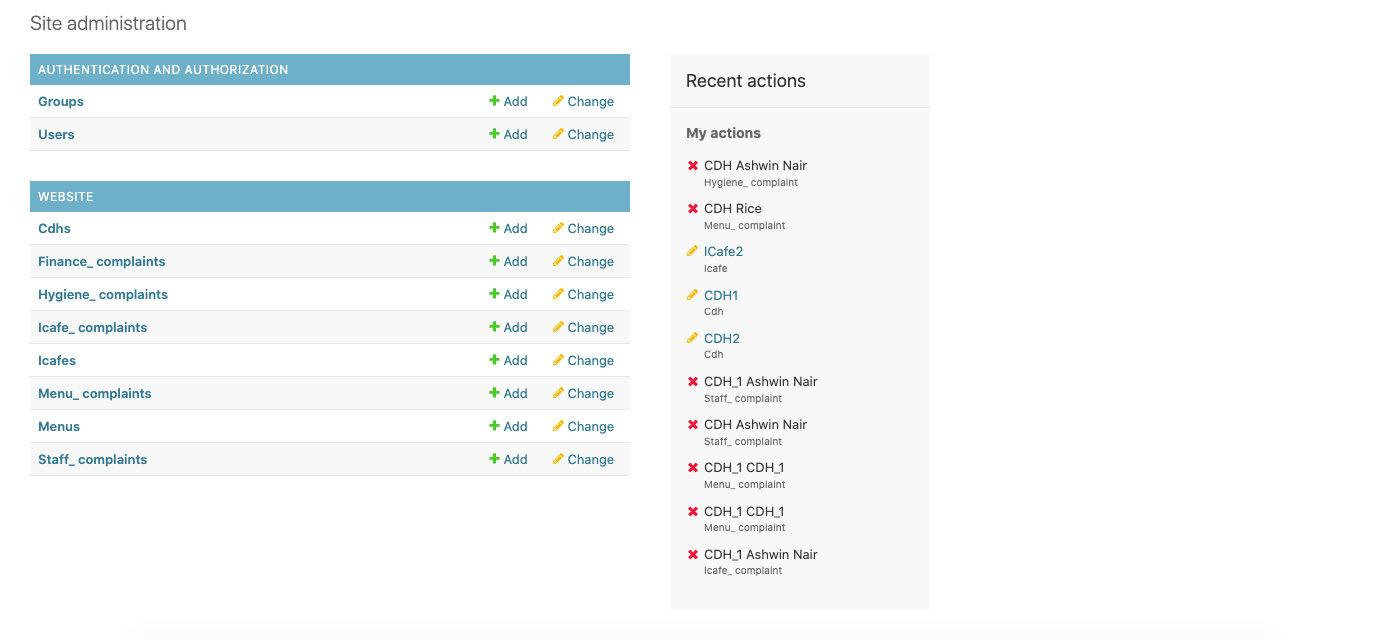 Site administration
AUTHENTICATION AND AUTHORIZATION
Groups Add Change
Users Add Change
WEBSITE
Cdhs Add Change
Finance_ complaints Add Change
Hygiene_ complaints Add Change
Icafe_ complaints Add Change
Icafes Add Change
Menu_ complaints Add Change
Menus Add Change
Staff_ complaints Add Change
Recent actions
My actions
CDH Ashwin Nair
Hygiene_ complaint
CDH Rice
Menu_ complaint
ICafe2
Icafe
CDH1
Cdh
CDH2
Cdh
CDH_1 Ashwin Nair
Staff_ complaint
CDH Ashwin Nair
Staff_ complaint
CDH_1 CDH_1
Menu_ complaint
CDH_1 CDH_1
Menu_ complaint
CDH_1 Ashwin Nair
Icafe_ complaint